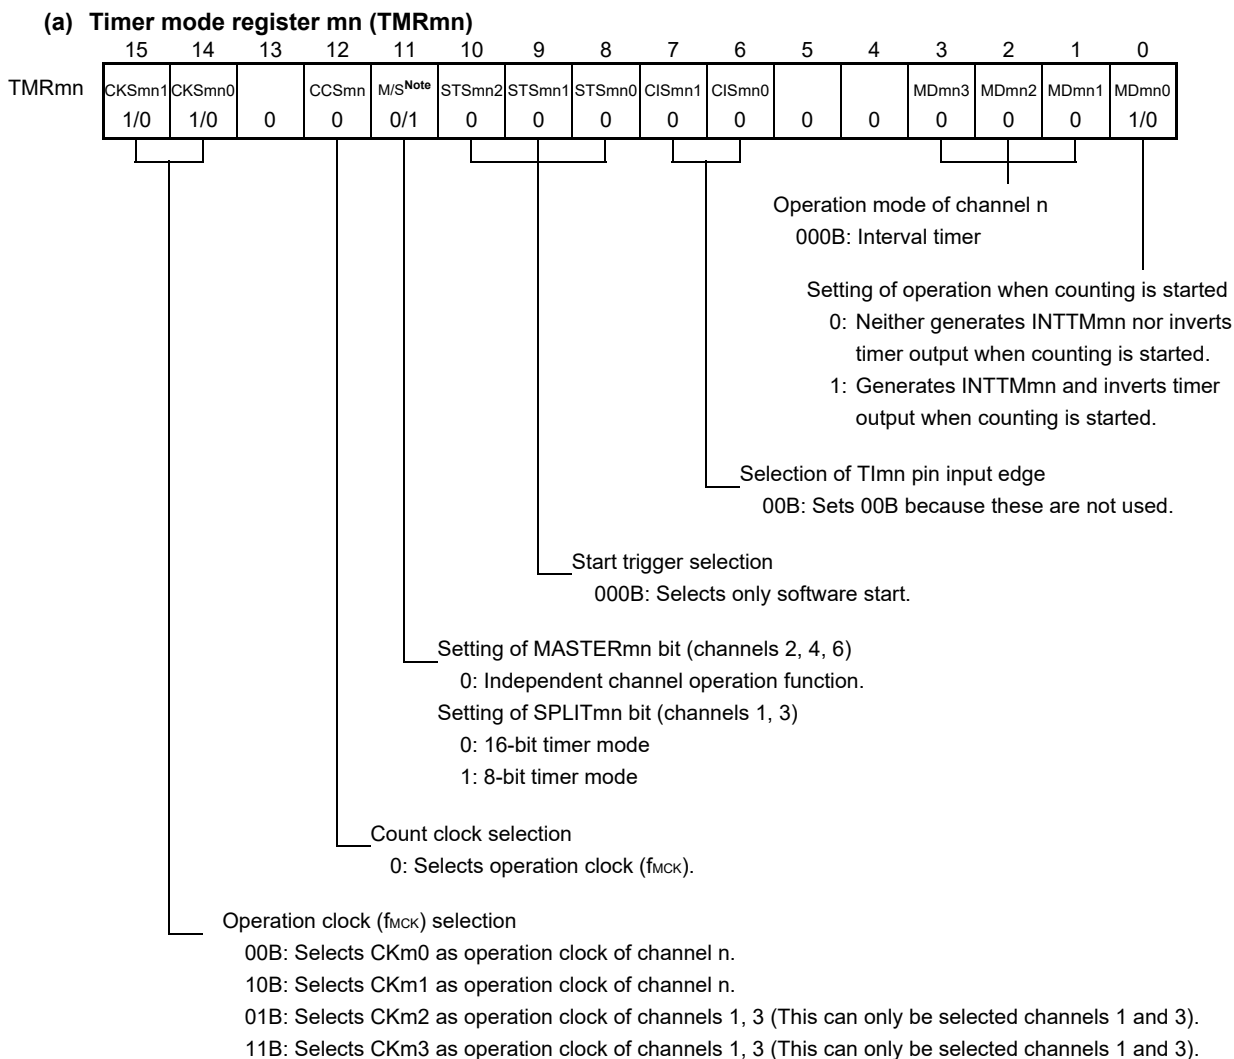 (a) Timer mode register mn (TMRmn)
15 14 13 12 11 10 9 8 7 6 5 4 3 2 1 0
TMRmn CKSmn1 CKSmn0 CCSmn M/SNote STSmn2 STSmn1 STSmn0 CISmn1 CISmn0 MDmn3 MDmn2 MDmn1 MDmn0
1/0 1/0 0 0 0/1 0 0 0 0 0 0 0 0 0 0 1/0
Operation mode of channel n
000B: Interval timer
Setting of operation when counting is started
0: Neither generates INTTMmn nor inverts
timer output when counting is started.
1: Generates INTTMmn and inverts timer
output when counting is started.
Selection of TImn pin input edge
00B: Sets 00B because these are not used.
Start trigger selection
000B: Selects only software start.
Setting of MASTERmn bit (channels 2, 4, 6)
0: Independent channel operation function.
Setting of SPLITmn bit (channels 1, 3)
0: 16-bit timer mode
1: 8-bit timer mode
Count clock selection
0: Selects operation clock (fMCK).
Operation clock (fMCK) selection
00B: Selects CKm0 as operation clock of channel n.
10B: Selects CKm1 as operation clock of channel n.
01B: Selects CKm2 as operation clock of channels 1, 3 (This can only be selected channels 1 and 3).
11B: Selects CKm3 as operation clock of channels 1, 3 (This can only be selected channels 1 and 3).